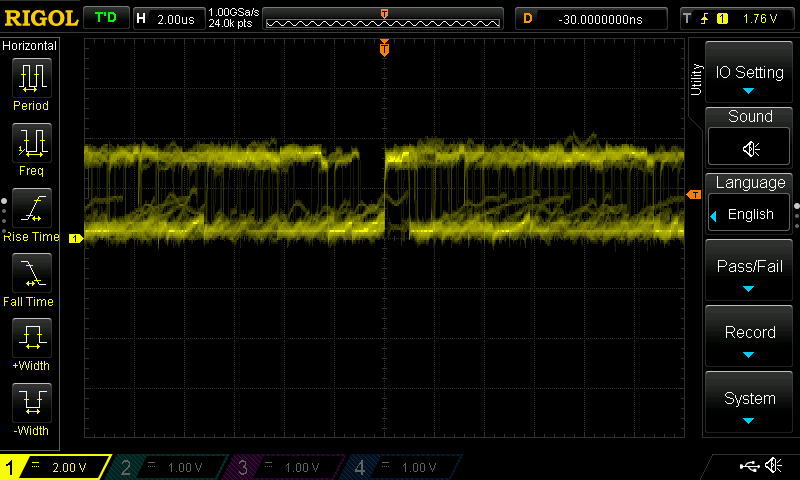 RIGOL T'D H 2.00us 1.00GSa/s 24.0k pts T D -30.0000000ns T 1 1.76 V
Horizontal
Period
Freq
Rise Time
Fall Time
+Width
-Width
T
T
1
Utility
IO Setting
Sound
Language
English
Pass/Fail
Record
System
1 2.00 V 2 1.00 V 3 1.00 V 4 1.00 V